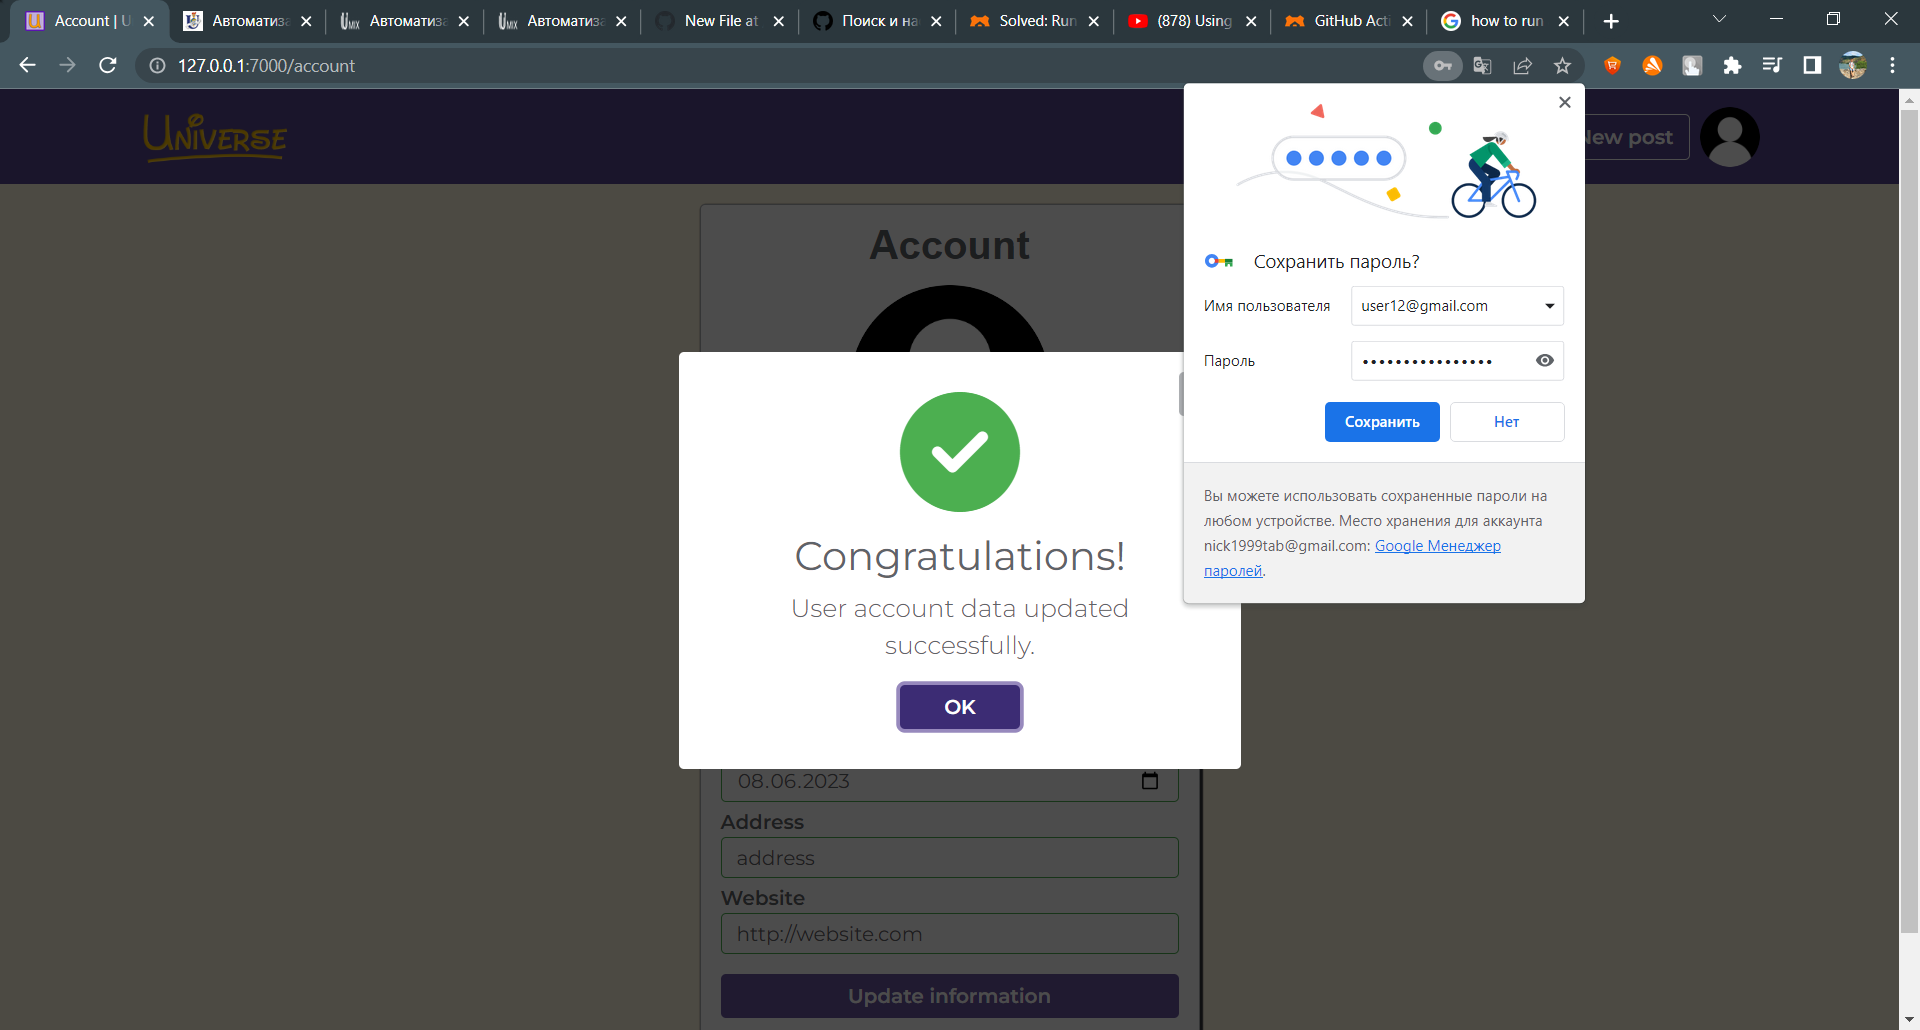 Account | U
Автоматиза
Автоматиза
Автоматиза
New File at
Поиск и на
Solved: Run
(878) Using
GitHub Acti
how to run
127.0.0.1:7000/account
UNIVERSE
New post
Account
Сохранить пароль?
Имя пользователя
user12@gmail.com
Пароль
••••••••••••••••
Сохранить
Нет
Вы можете использовать сохраненные пароли на
любом устройстве. Место хранения для аккаунта
nick1999tab@gmail.com: Google Менеджер
паролей.
Congratulations!
User account data updated
successfully.
OK
08.06.2023
Address
address
Website
http://website.com
Update information